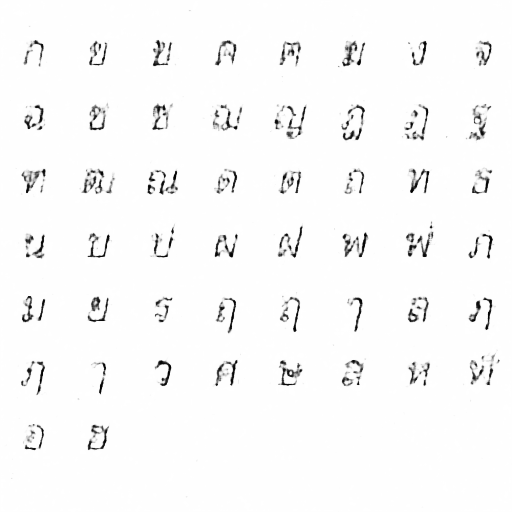 ก ข ฃ ค ฅ ฆ ง จ
ฉ ช ซ ฌ ญ ฎ ฏ ฐ
ฑ ฒ ณ ด ต ถ ท ธ
น บ ป ผ ฝ พ ฟ ภ
ม ย ร ฤ ฤ ๅ ล ฦ
ฦ ๅ ว ศ ษ ส ห ฬ
อ ฮ